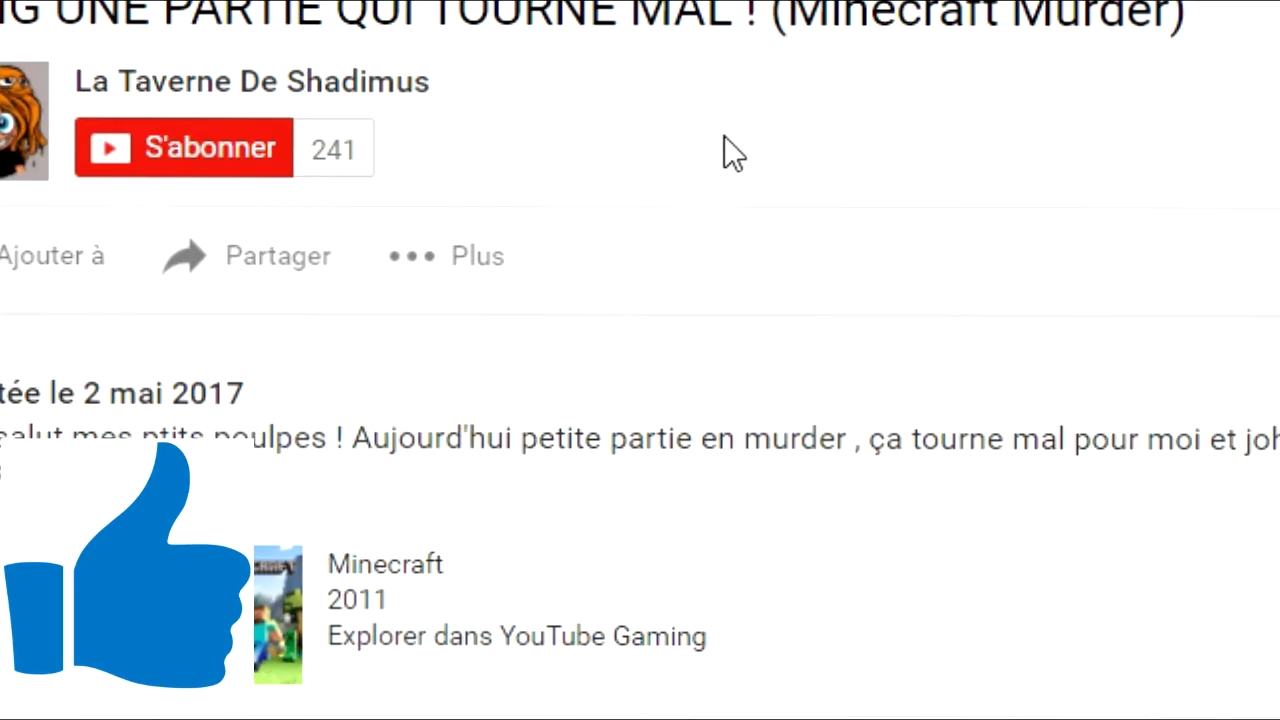 UNE PARTIE QUI TOURNE MAL ! (Minecraft Murder)
La Taverne De Shadimus
S'abonner 241
Ajouter à Partager Plus
le 2 mai 2017
salut mes ptits poulpes ! Aujourd'hui petite partie en murder , ça tourne mal pour moi et joh
Minecraft
2011
Explorer dans YouTube Gaming